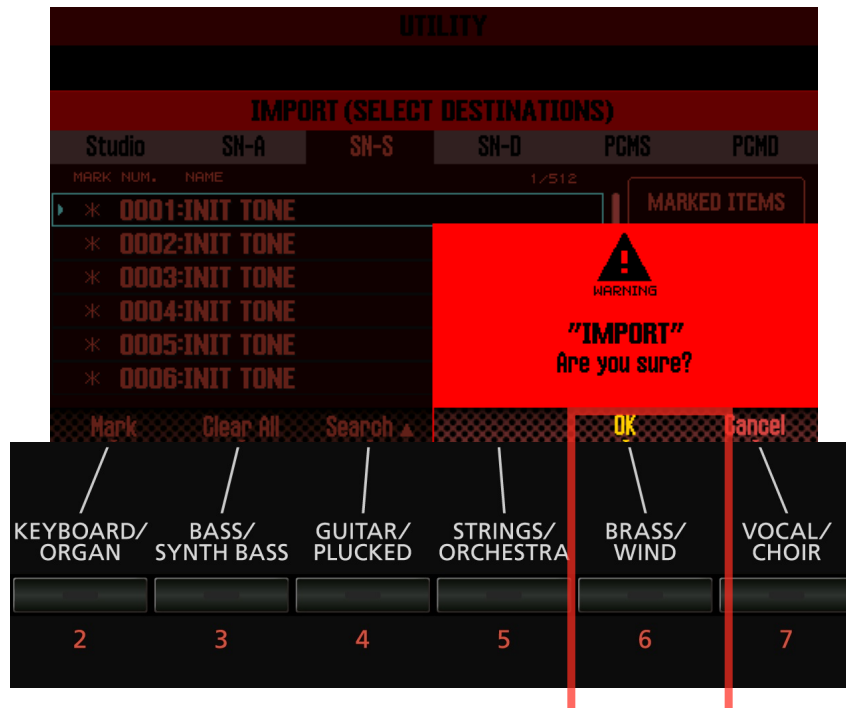 UTILITY
IMPORT (SELECT DESTINATIONS)
Studio SN-A SN-S SN-D PCMS PCMD
MARK NUM. NAME 1/512
MARKED ITEMS
* 0001:INIT TONE
* 0002:INIT TONE
* 0003:INIT TONE
* 0004:INIT TONE
* 0005:INIT TONE
* 0006:INIT TONE
WARNING
"IMPORT"
Are you sure?
Mark Clear All Search ▲ OK Cancel
KEYBOARD/ BASS/ GUITAR/ STRINGS/ BRASS/ VOCAL/
ORGAN SYNTH BASS PLUCKED ORCHESTRA WIND CHOIR
2 3 4 5 6 7